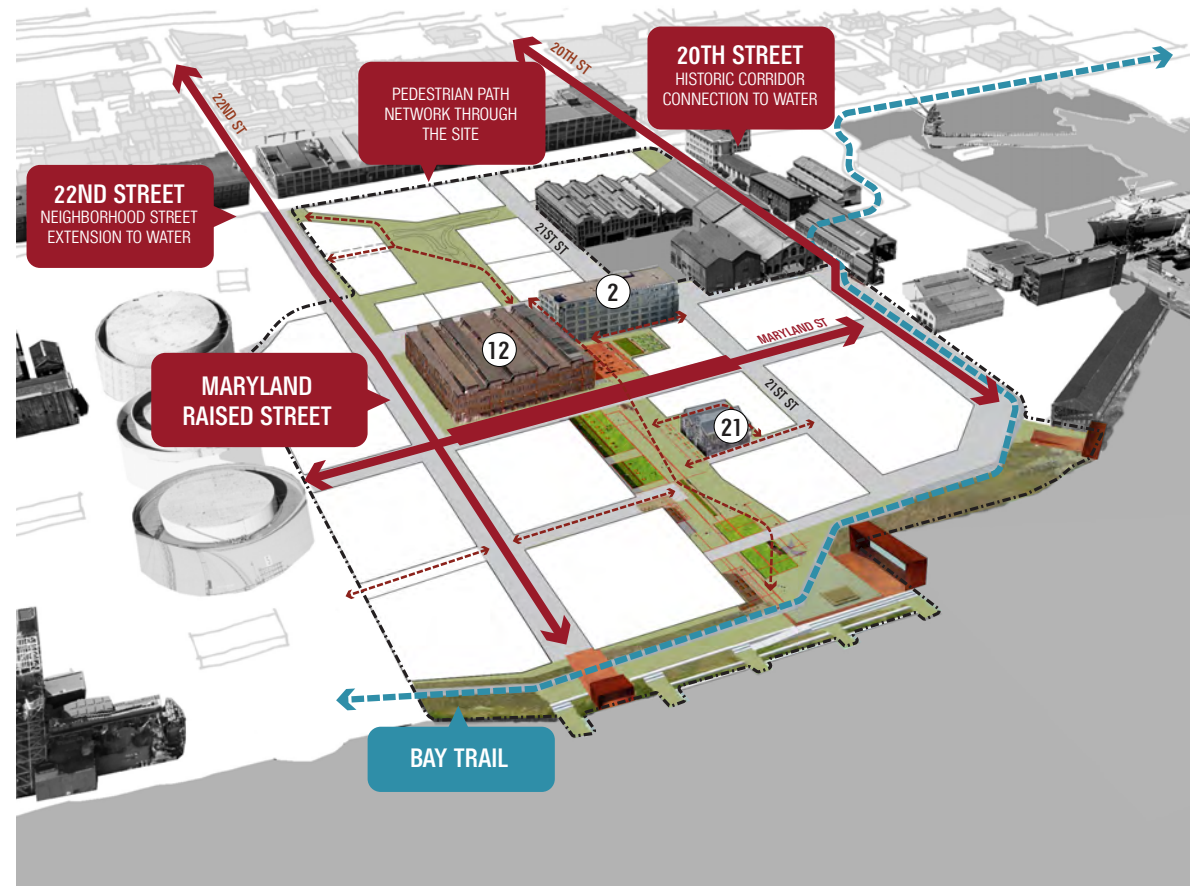 20TH ST
20TH STREET
HISTORIC CORRIDOR
CONNECTION TO WATER
22ND ST
PEDESTRIAN PATH
NETWORK THROUGH
THE SITE
22ND STREET
NEIGHBORHOOD STREET
EXTENSION TO WATER
21ST ST
2
12
MARYLAND ST
MARYLAND
RAISED STREET
21ST ST
21
BAY TRAIL